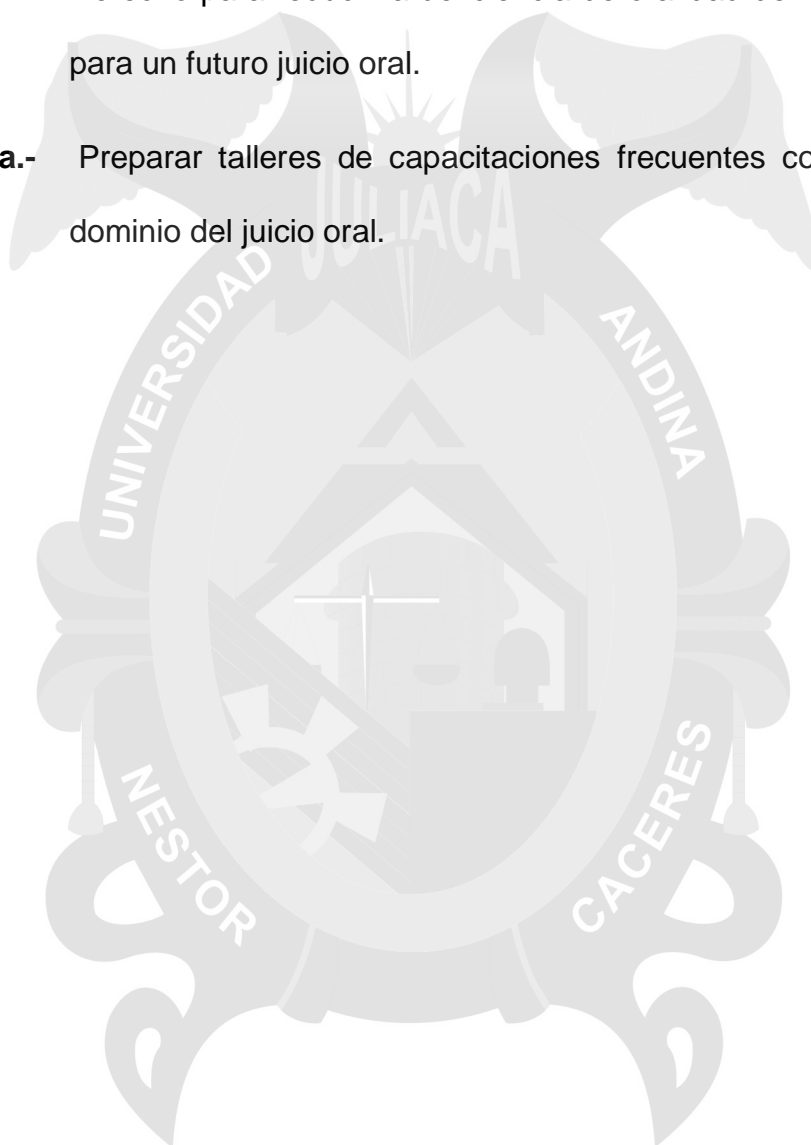 para un futuro juicio oral.
a.- Preparar talleres de capacitaciones frecuentes
dominio del juicio oral.
JULIACA
UNIVERSIDAD
ANDINA
NESTOR
CACERES